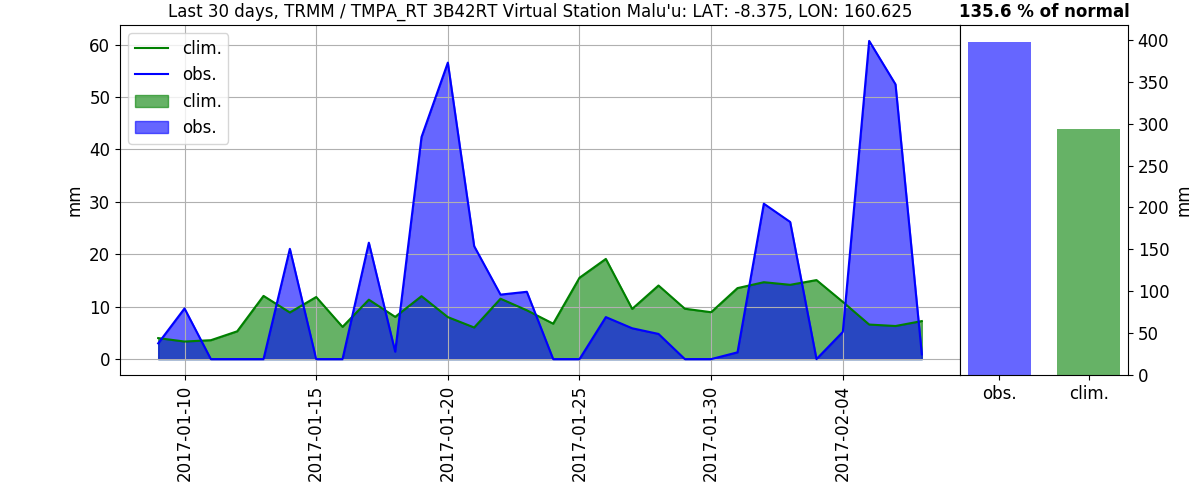 Last 30 days, TRMM / TMPA_RT 3B42RT Virtual Station Malu'u: LAT: -8.375, LON: 160.625
135.6 % of normal
clim.
obs.
clim.
obs.
mm
60
50
40
30
20
10
0
2017-01-10
2017-01-15
2017-01-20
2017-01-25
2017-01-30
2017-02-04
400
350
300
250
200
150
100
50
0
mm
obs.
clim.